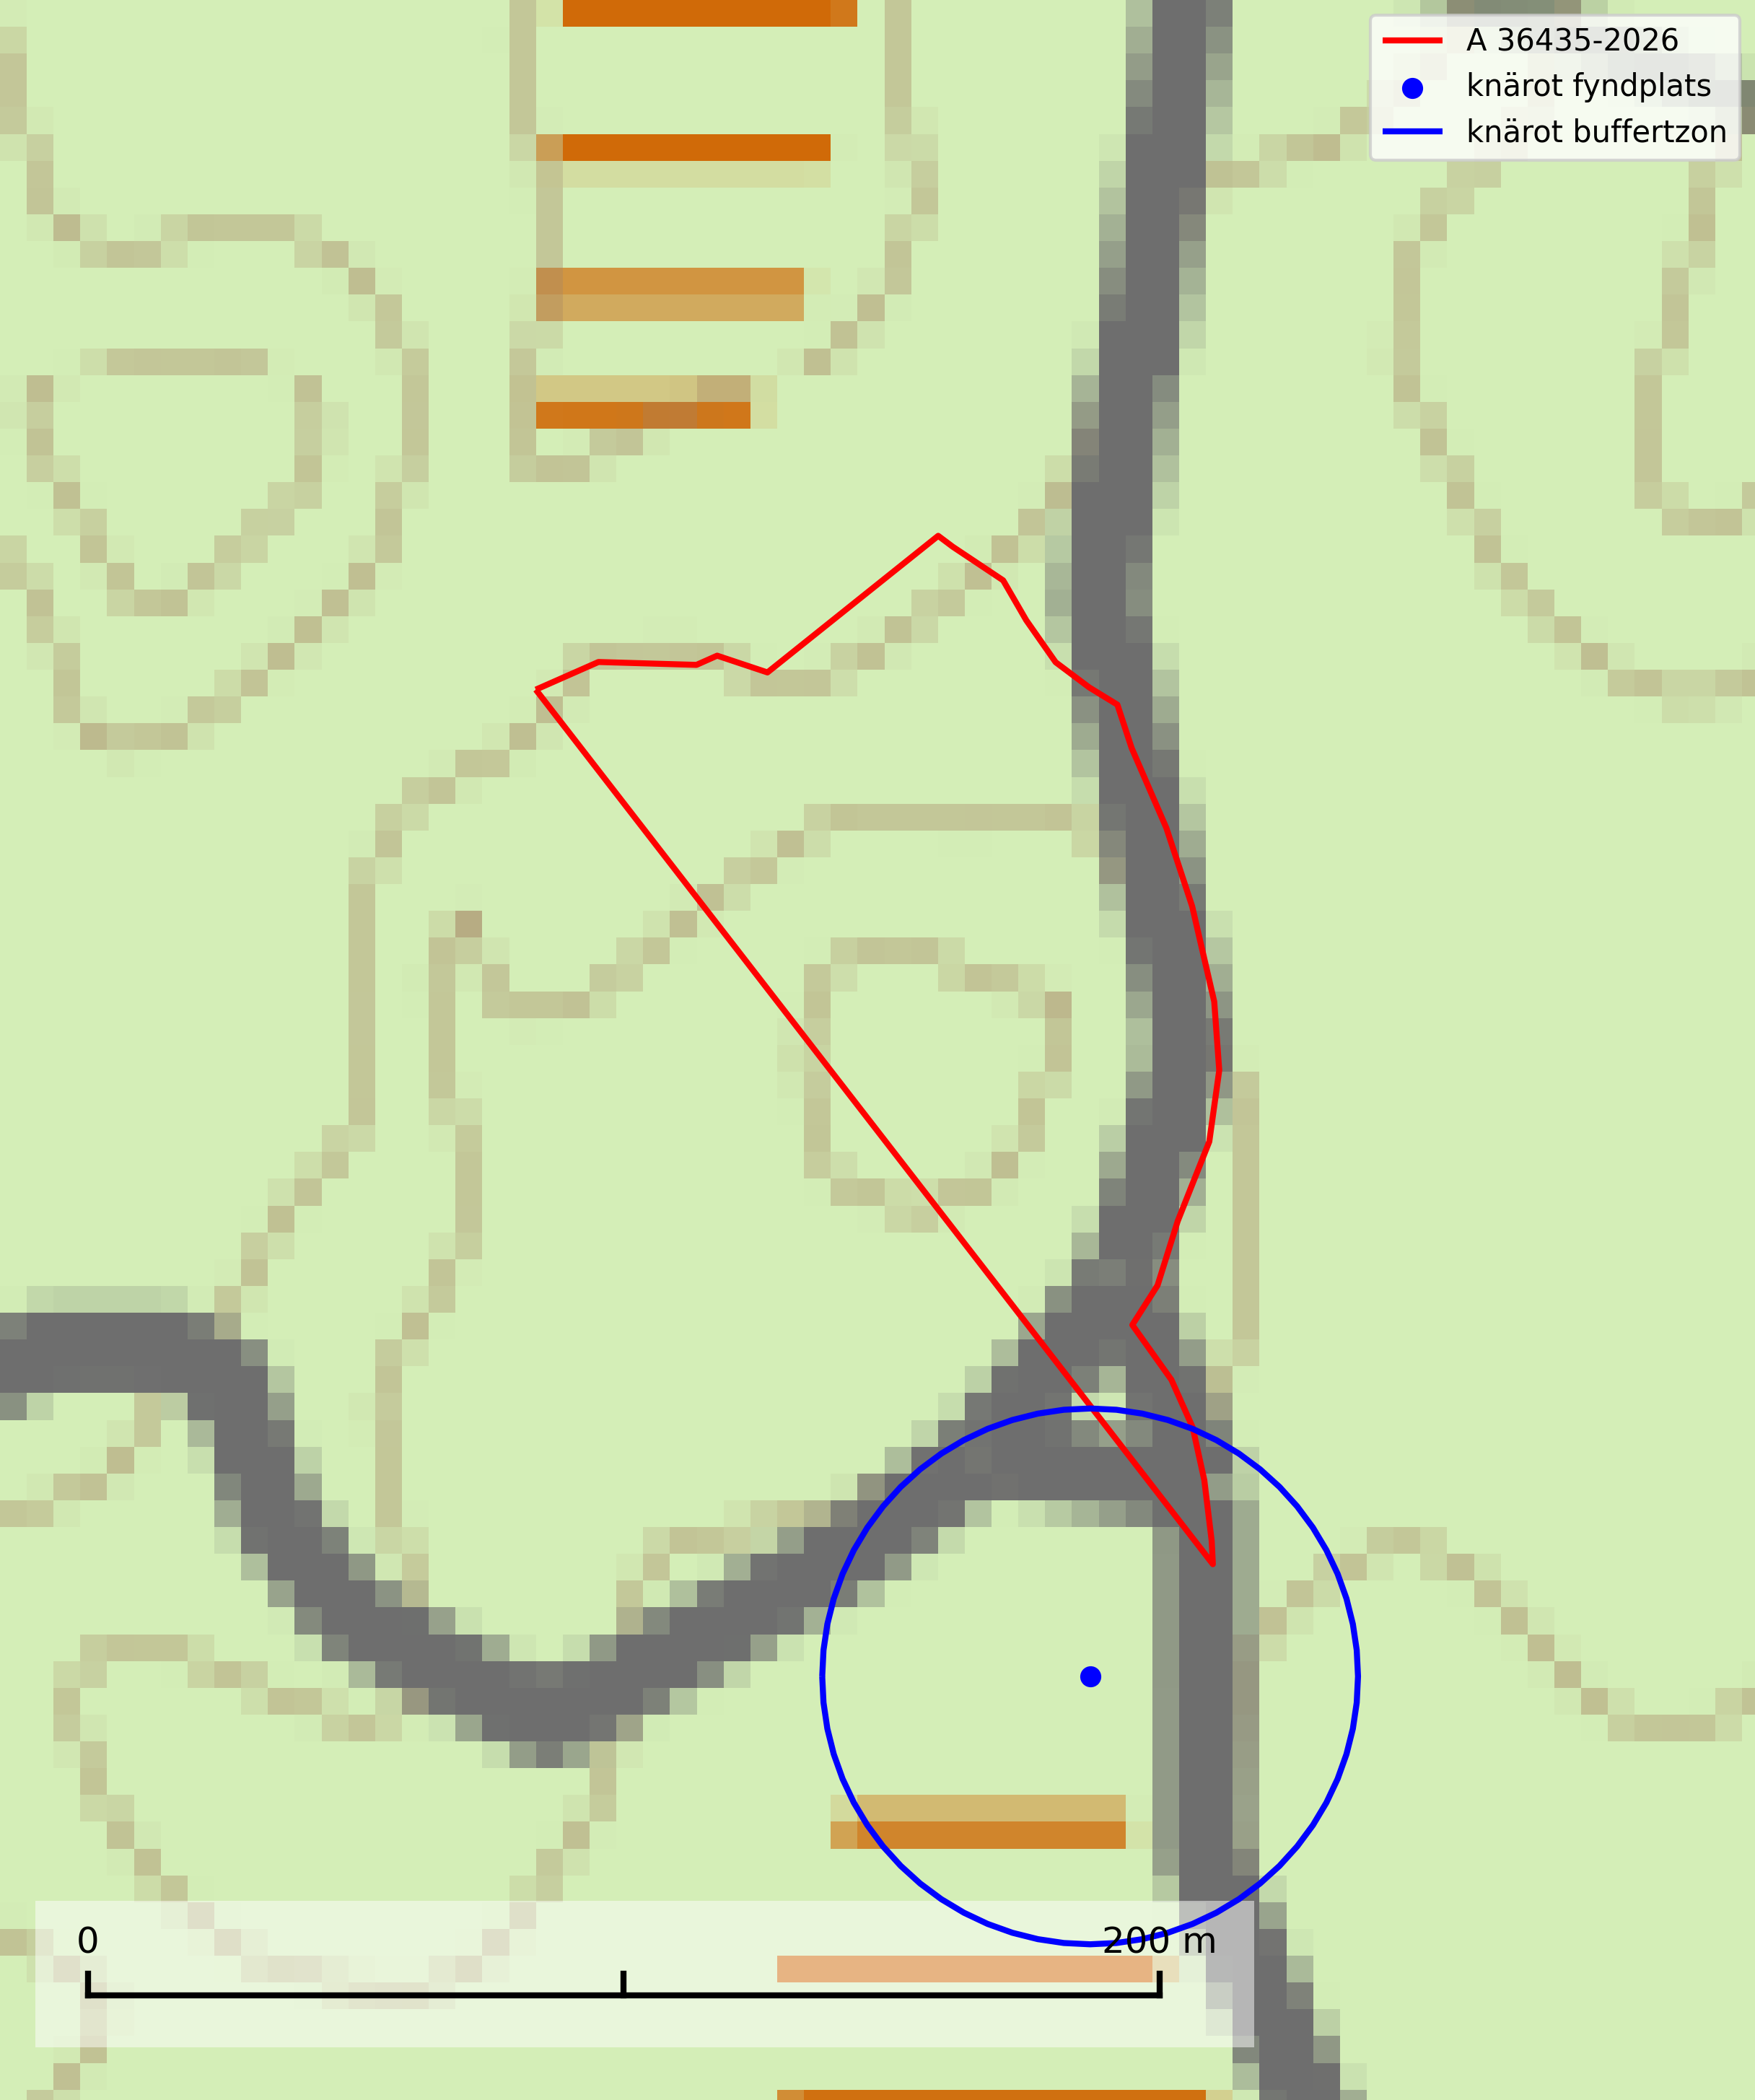 A 36435-2026
knärot fyndplats
knärot buffertzon
0
200 m